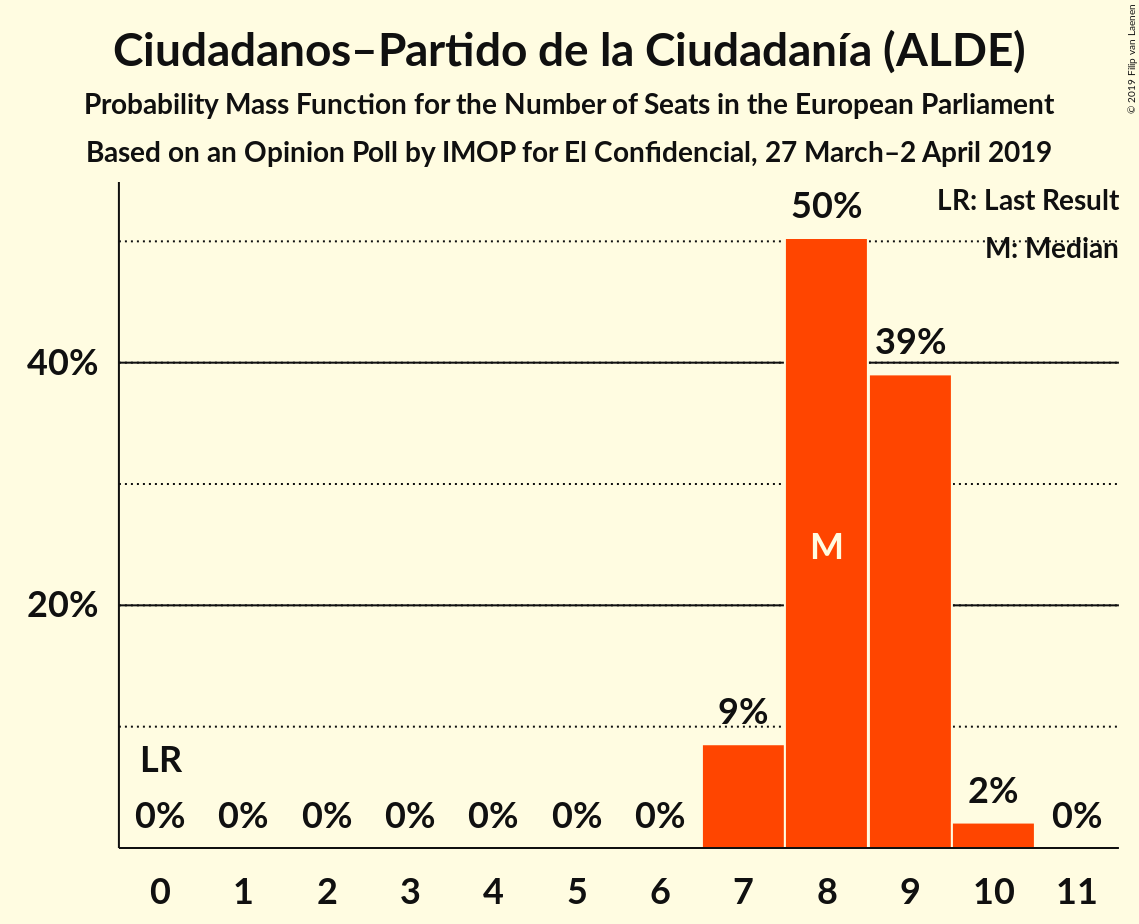 Ciudadanos–Partido de la Ciudadanía (ALDE)
Probability Mass Function for the Number of Seats in the European Parliament
Based on an Opinion Poll by IMOP for El Confidencial, 27 March–2 April 2019
© 2019 Filip van Laenen
LR: Last Result
M: Median
50%
39%
40%
M
20%
9%
LR
2%
0% 0% 0% 0% 0% 0% 0% 0%
0 1 2 3 4 5 6 7 8 9 10 11